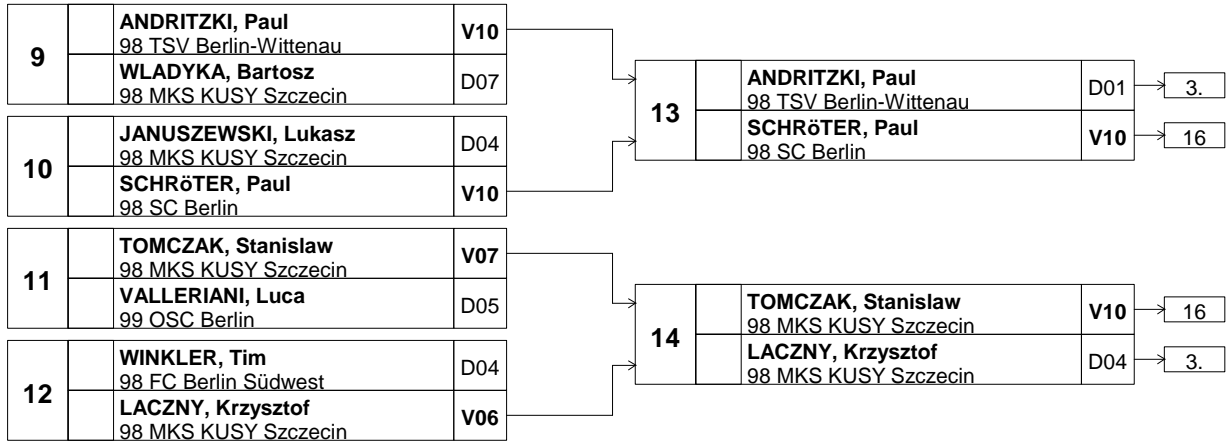 9
ANDRITZKI, Paul
98 TSV Berlin-Wittenau
V10
WLADYKA, Bartosz
98 MKS KUSY Szczecin
D07
10
JANUSZEWSKI, Lukasz
98 MKS KUSY Szczecin
D04
SCHRöTER, Paul
98 SC Berlin
V10
11
TOMCZAK, Stanislaw
98 MKS KUSY Szczecin
V07
VALLERIANI, Luca
99 OSC Berlin
D05
12
WINKLER, Tim
98 FC Berlin Südwest
D04
LACZNY, Krzysztof
98 MKS KUSY Szczecin
V06
13
ANDRITZKI, Paul
98 TSV Berlin-Wittenau
D01
3.
SCHRöTER, Paul
98 SC Berlin
V10
16
14
TOMCZAK, Stanislaw
98 MKS KUSY Szczecin
V10
16
LACZNY, Krzysztof
98 MKS KUSY Szczecin
D04
3.